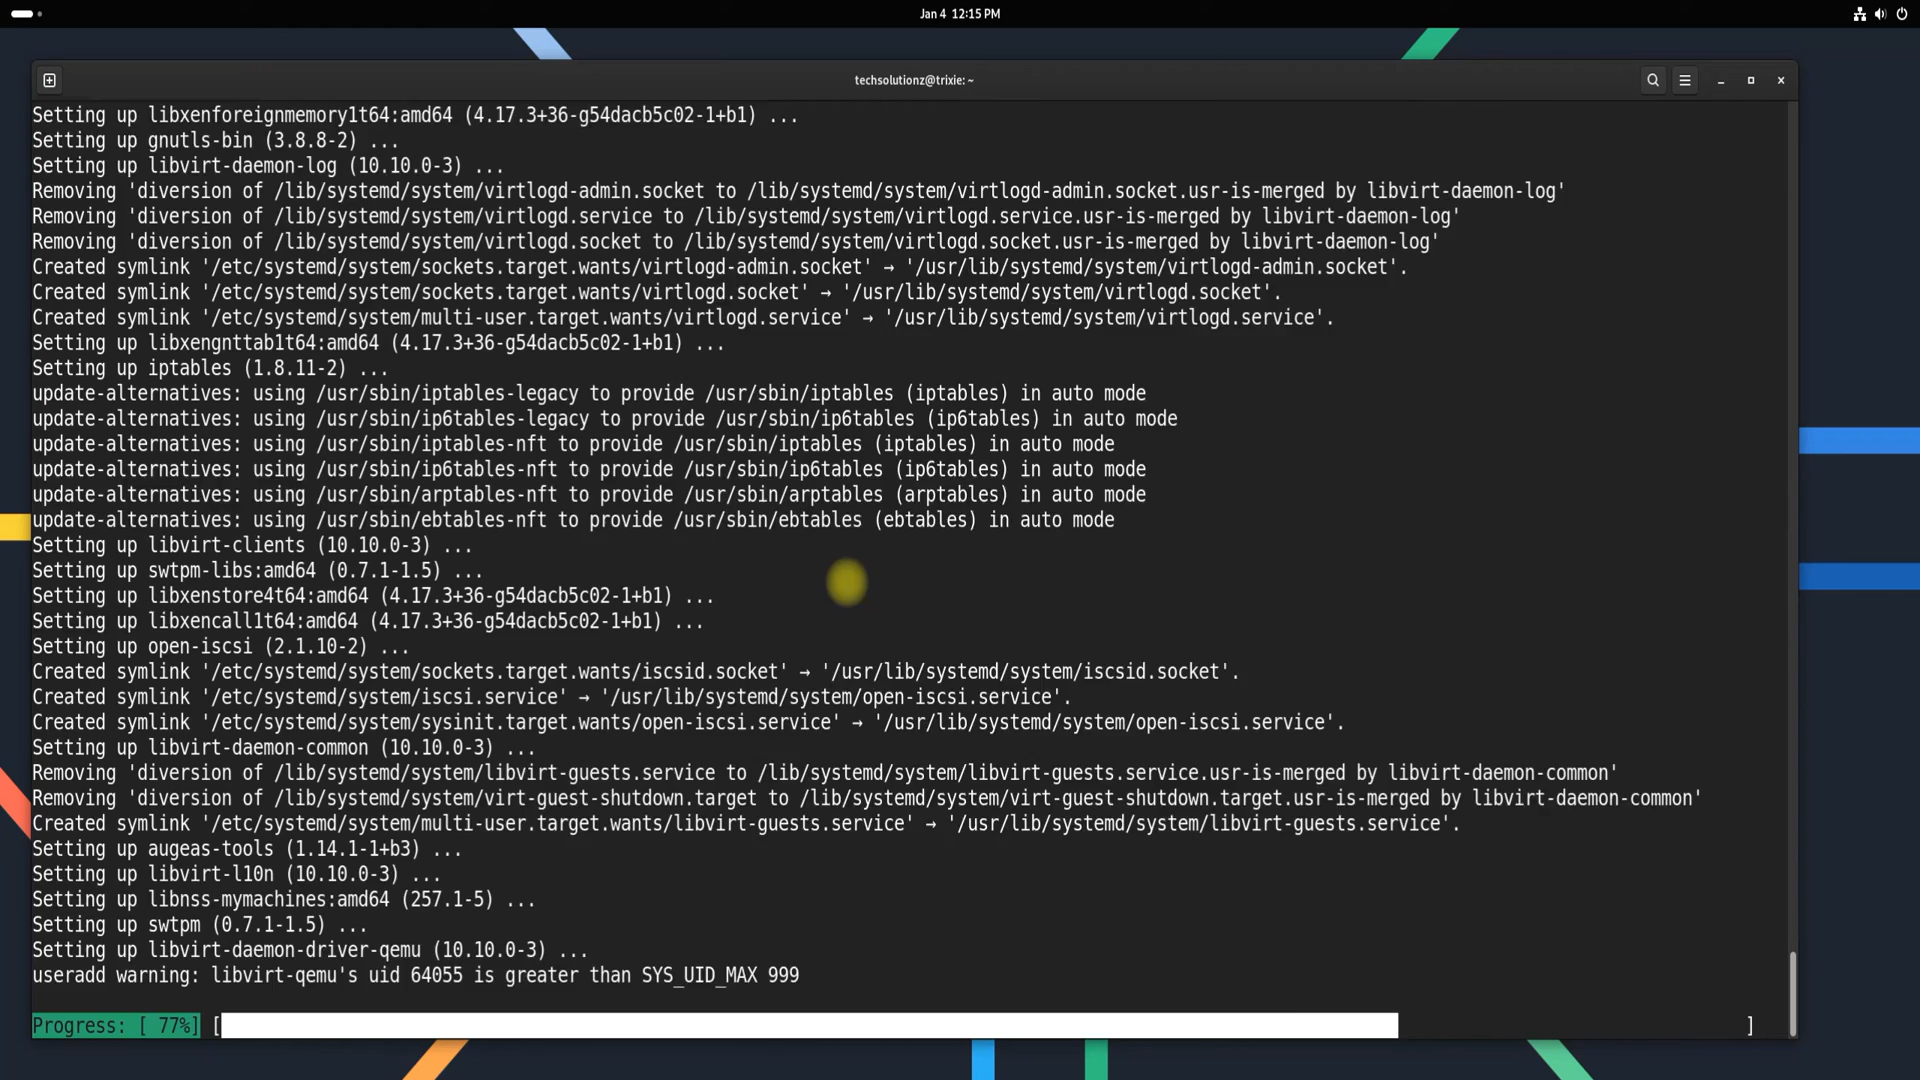 Jan 4 12:15 PM
techsolutionz@trixie: ~
Setting up libxenforeignmemory1t64:amd64 (4.17.3+36-g54dacb5c02-1+b1) ...
Setting up gnutls-bin (3.8.8-2) ...
Setting up libvirt-daemon-log (10.10.0-3) ...
Removing 'diversion of /lib/systemd/system/virtlogd-admin.socket to /lib/systemd/system/virtlogd-admin.socket.usr-is-merged by libvirt-daemon-log'
Removing 'diversion of /lib/systemd/system/virtlogd.service to /lib/systemd/system/virtlogd.service.usr-is-merged by libvirt-daemon-log'
Removing 'diversion of /lib/systemd/system/virtlogd.socket to /lib/systemd/system/virtlogd.socket.usr-is-merged by libvirt-daemon-log'
Created symlink '/etc/systemd/system/sockets.target.wants/virtlogd-admin.socket' → '/usr/lib/systemd/system/virtlogd-admin.socket'.
Created symlink '/etc/systemd/system/sockets.target.wants/virtlogd.socket' → '/usr/lib/systemd/system/virtlogd.socket'.
Created symlink '/etc/systemd/system/multi-user.target.wants/virtlogd.service' → '/usr/lib/systemd/system/virtlogd.service'.
Setting up libxengnttab1t64:amd64 (4.17.3+36-g54dacb5c02-1+b1) ...
Setting up iptables (1.8.11-2) ...
update-alternatives: using /usr/sbin/iptables-legacy to provide /usr/sbin/iptables (iptables) in auto mode
update-alternatives: using /usr/sbin/ip6tables-legacy to provide /usr/sbin/ip6tables (ip6tables) in auto mode
update-alternatives: using /usr/sbin/iptables-nft to provide /usr/sbin/iptables (iptables) in auto mode
update-alternatives: using /usr/sbin/ip6tables-nft to provide /usr/sbin/ip6tables (ip6tables) in auto mode
update-alternatives: using /usr/sbin/arptables-nft to provide /usr/sbin/arptables (arptables) in auto mode
update-alternatives: using /usr/sbin/ebtables-nft to provide /usr/sbin/ebtables (ebtables) in auto mode
Setting up libvirt-clients (10.10.0-3) ...
Setting up swtpm-libs:amd64 (0.7.1-1.5) ...
Setting up libxenstore4t64:amd64 (4.17.3+36-g54dacb5c02-1+b1) ...
Setting up libxencall1t64:amd64 (4.17.3+36-g54dacb5c02-1+b1) ...
Setting up open-iscsi (2.1.10-2) ...
Created symlink '/etc/systemd/system/sockets.target.wants/iscsid.socket' → '/usr/lib/systemd/system/iscsid.socket'.
Created symlink '/etc/systemd/system/iscsi.service' → '/usr/lib/systemd/system/open-iscsi.service'.
Created symlink '/etc/systemd/system/sysinit.target.wants/open-iscsi.service' → '/usr/lib/systemd/system/open-iscsi.service'.
Setting up libvirt-daemon-common (10.10.0-3) ...
Removing 'diversion of /lib/systemd/system/libvirt-guests.service to /lib/systemd/system/libvirt-guests.service.usr-is-merged by libvirt-daemon-common'
Removing 'diversion of /lib/systemd/system/virt-guest-shutdown.target to /lib/systemd/system/virt-guest-shutdown.target.usr-is-merged by libvirt-daemon-common'
Created symlink '/etc/systemd/system/multi-user.target.wants/libvirt-guests.service' → '/usr/lib/systemd/system/libvirt-guests.service'.
Setting up augeas-tools (1.14.1-1+b3) ...
Setting up libvirt-l10n (10.10.0-3) ...
Setting up libnss-mymachines:amd64 (257.1-5) ...
Setting up swtpm (0.7.1-1.5) ...
Setting up libvirt-daemon-driver-qemu (10.10.0-3) ...
useradd warning: libvirt-qemu's uid 64055 is greater than SYS_UID_MAX 999
Progress: [ 77%] [ ]